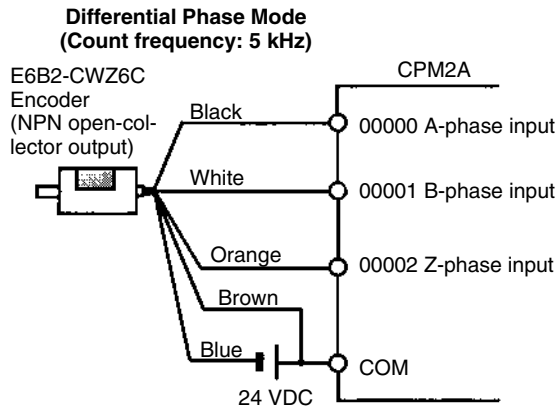 Differential Phase Mode
(Count frequency: 5 kHz)
E6B2-CWZ6C
Encoder
(NPN open-col-
lector output)
CPM2A
Black
00000 A-phase input
White
00001 B-phase input
Orange
00002 Z-phase input
Brown
Blue
COM
24 VDC